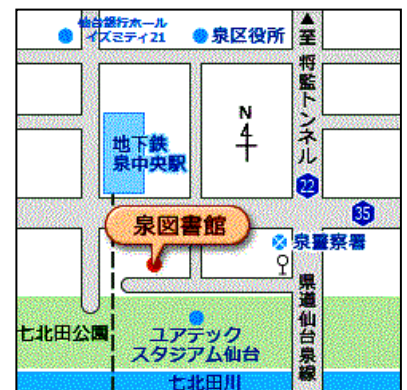 仙台銀行ホール
イズミティ21
泉区役所
▲至 将監トンネル
N
地下鉄
泉中央駅
22
35
泉図書館
泉警察署
県道仙台泉線
七北田公園
ユアテック
スタジアム仙台
七北田川